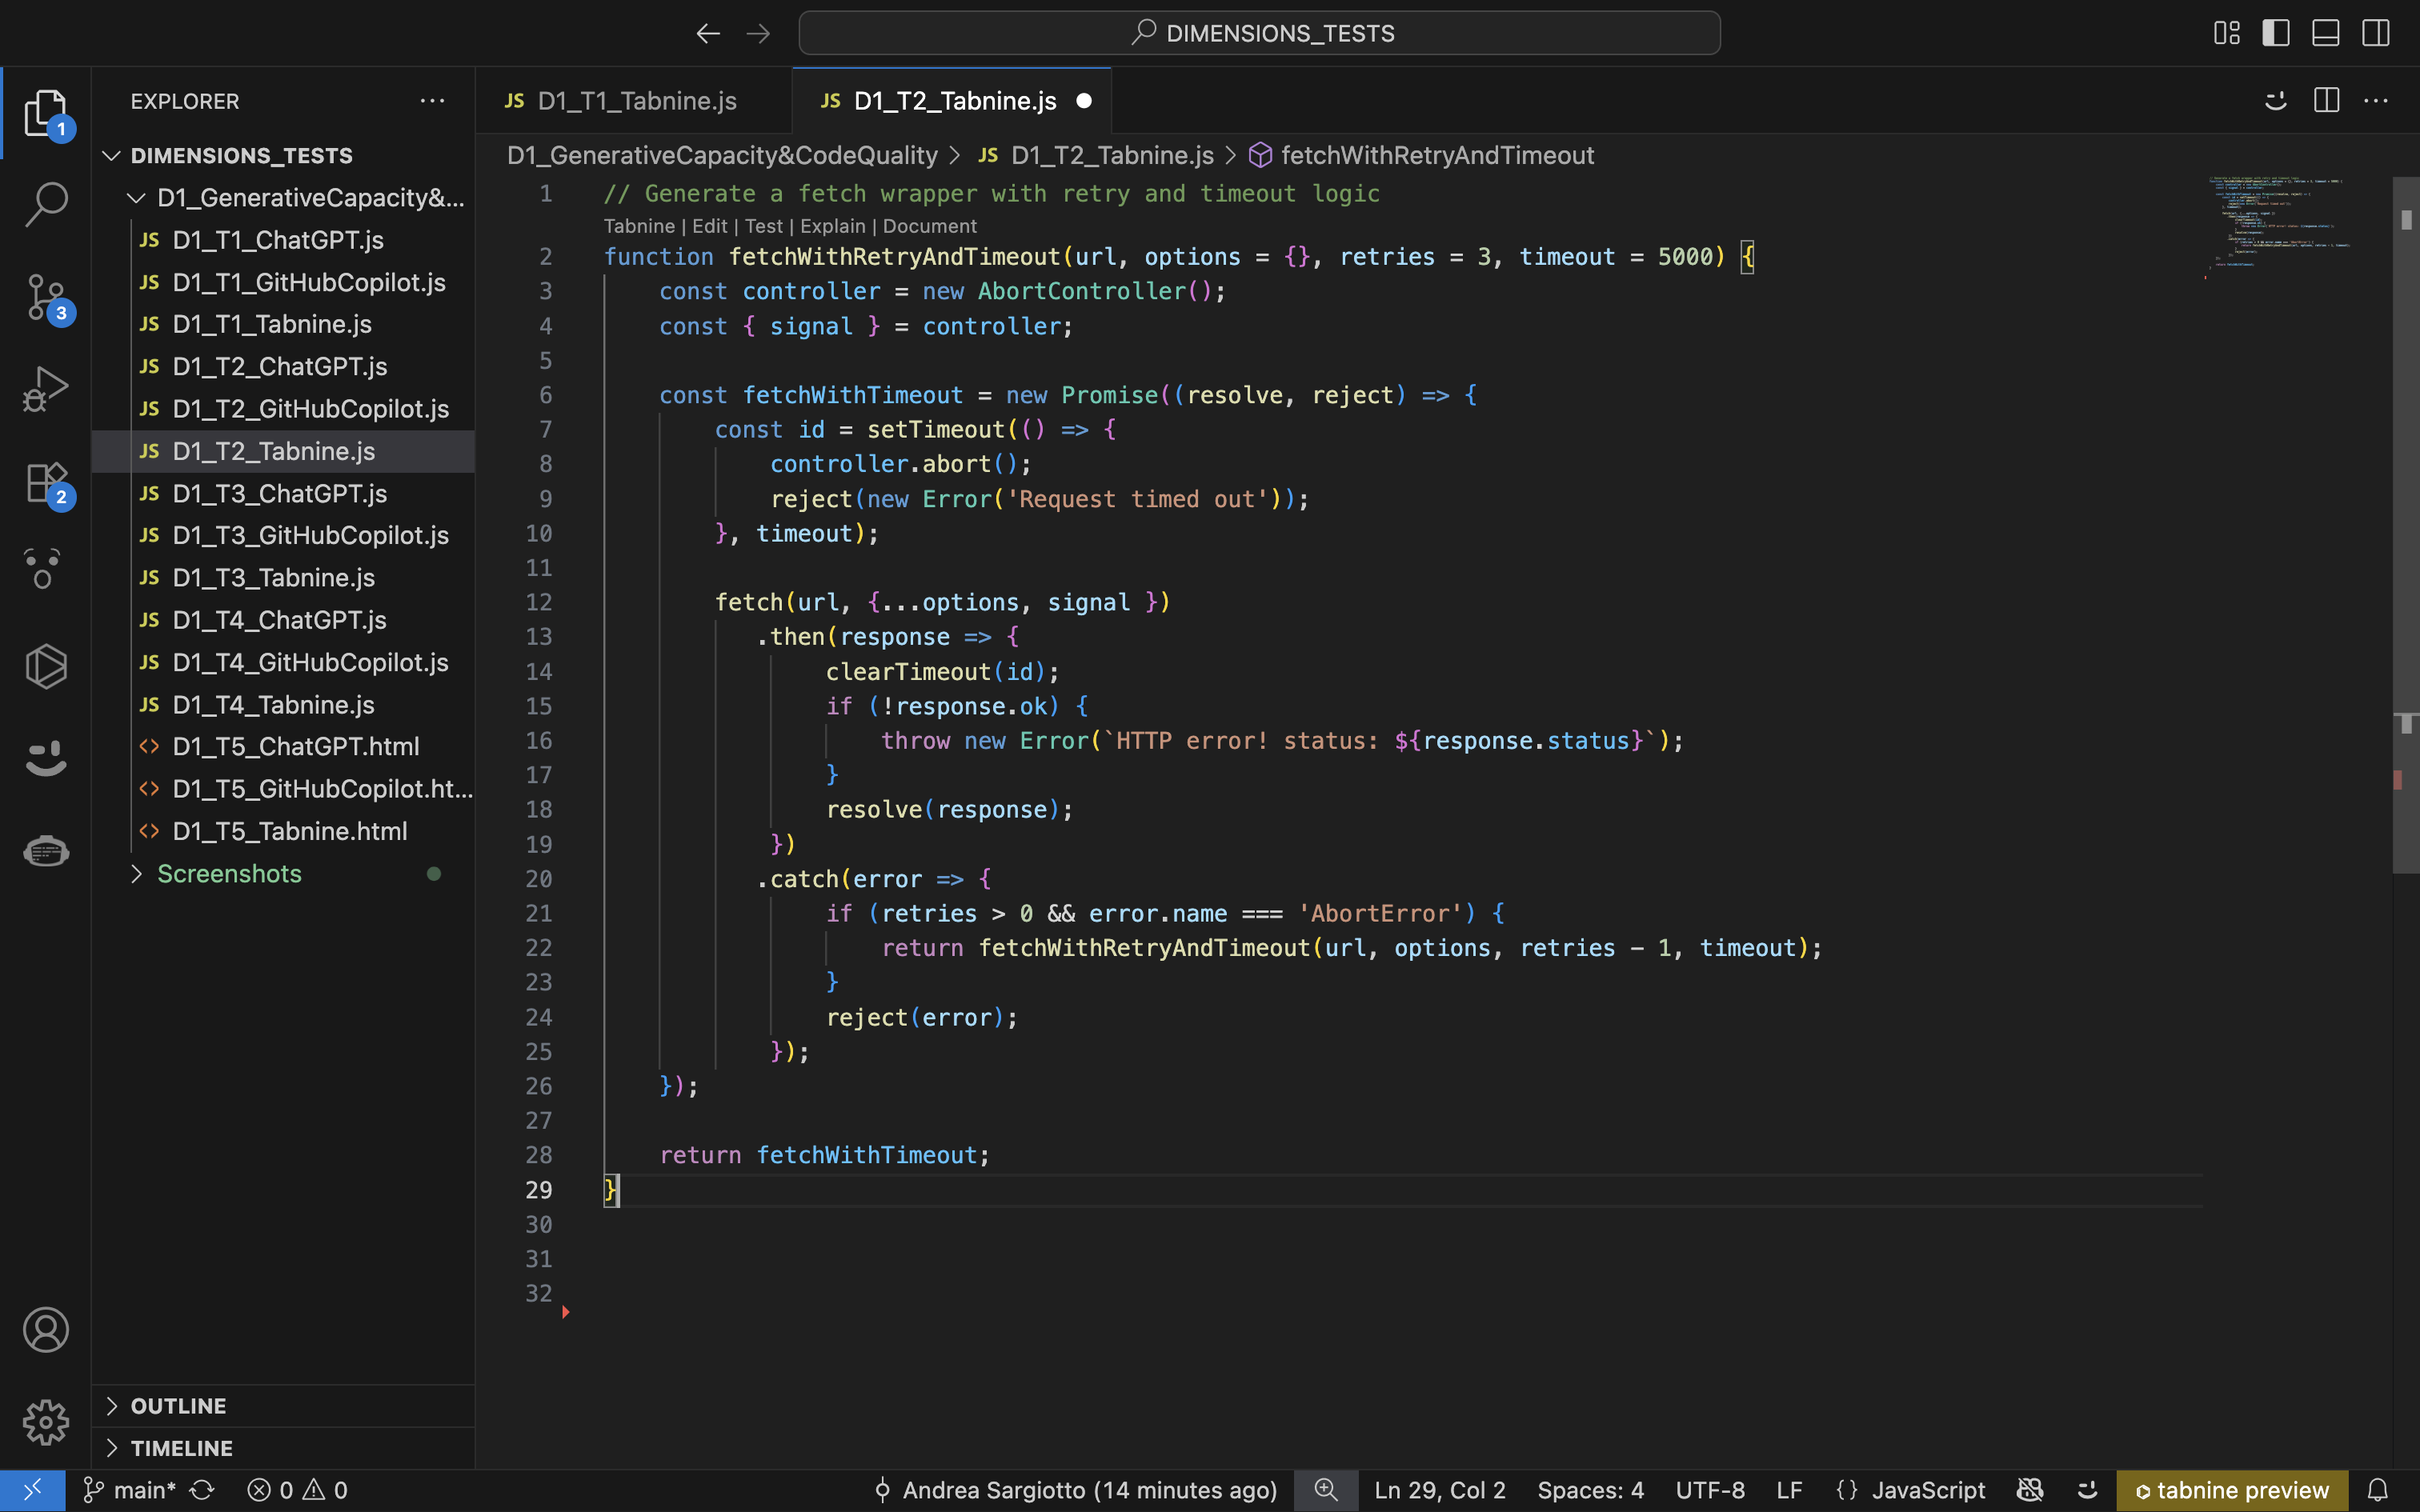 DIMENSIONS_TESTS
EXPLORER
DIMENSIONS_TESTS
D1_GenerativeCapacity&...
JS D1_T1_ChatGPT.js
JS D1_T1_GitHubCopilot.js
JS D1_T1_Tabnine.js
JS D1_T2_ChatGPT.js
JS D1_T2_GitHubCopilot.js
JS D1_T2_Tabnine.js
JS D1_T3_ChatGPT.js
JS D1_T3_GitHubCopilot.js
JS D1_T3_Tabnine.js
JS D1_T4_ChatGPT.js
JS D1_T4_GitHubCopilot.js
JS D1_T4_Tabnine.js
<> D1_T5_ChatGPT.html
<> D1_T5_GitHubCopilot.ht...
<> D1_T5_Tabnine.html
Screenshots
OUTLINE
TIMELINE
1
3
2
JS D1_T1_Tabnine.js
JS D1_T2_Tabnine.js
D1_GenerativeCapacity&CodeQuality > JS D1_T2_Tabnine.js > fetchWithRetryAndTimeout
1 // Generate a fetch wrapper with retry and timeout logic
Tabnine | Edit | Test | Explain | Document
2 function fetchWithRetryAndTimeout(url, options = {}, retries = 3, timeout = 5000) {
3     const controller = new AbortController();
4     const { signal } = controller;
5
6     const fetchWithTimeout = new Promise((resolve, reject) => {
7         const id = setTimeout(() => {
8             controller.abort();
9             reject(new Error('Request timed out'));
10         }, timeout);
11
12         fetch(url, {...options, signal })
13            .then(response => {
14                 clearTimeout(id);
15                 if (!response.ok) {
16                     throw new Error(`HTTP error! status: ${response.status}`);
17                 }
18                 resolve(response);
19             })
20            .catch(error => {
21                 if (retries > 0 && error.name === 'AbortError') {
22                     return fetchWithRetryAndTimeout(url, options, retries - 1, timeout);
23                 }
24                 reject(error);
25             });
26     });
27
28     return fetchWithTimeout;
29 }
30
31
32
main* 0 0 Andrea Sargiotto (14 minutes ago) Ln 29, Col 2 Spaces: 4 UTF-8 LF {} JavaScript tabnine preview